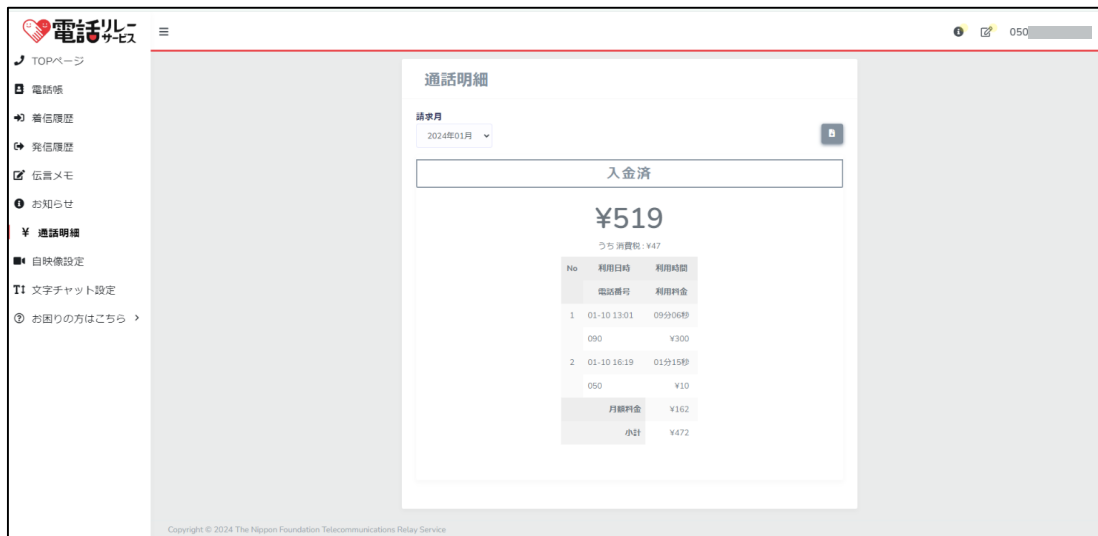 電話リレーサービス
050
TOPページ
電話帳
着信履歴
発信履歴
伝言メモ
お知らせ
¥ 通話明細
自映像設定
文字チャット設定
お困りの方はこちら
通話明細
請求月
2024年01月
入金済
¥519
うち 消費税 : ¥47
No 利用日時 利用時間
電話番号 利用料金
1 01-10 13:01 09分06秒
090 ¥300
2 01-10 16:19 01分15秒
050 ¥10
月額料金 ¥162
小計 ¥472
Copyright © 2024 The Nippon Foundation Telecommunications Relay Service